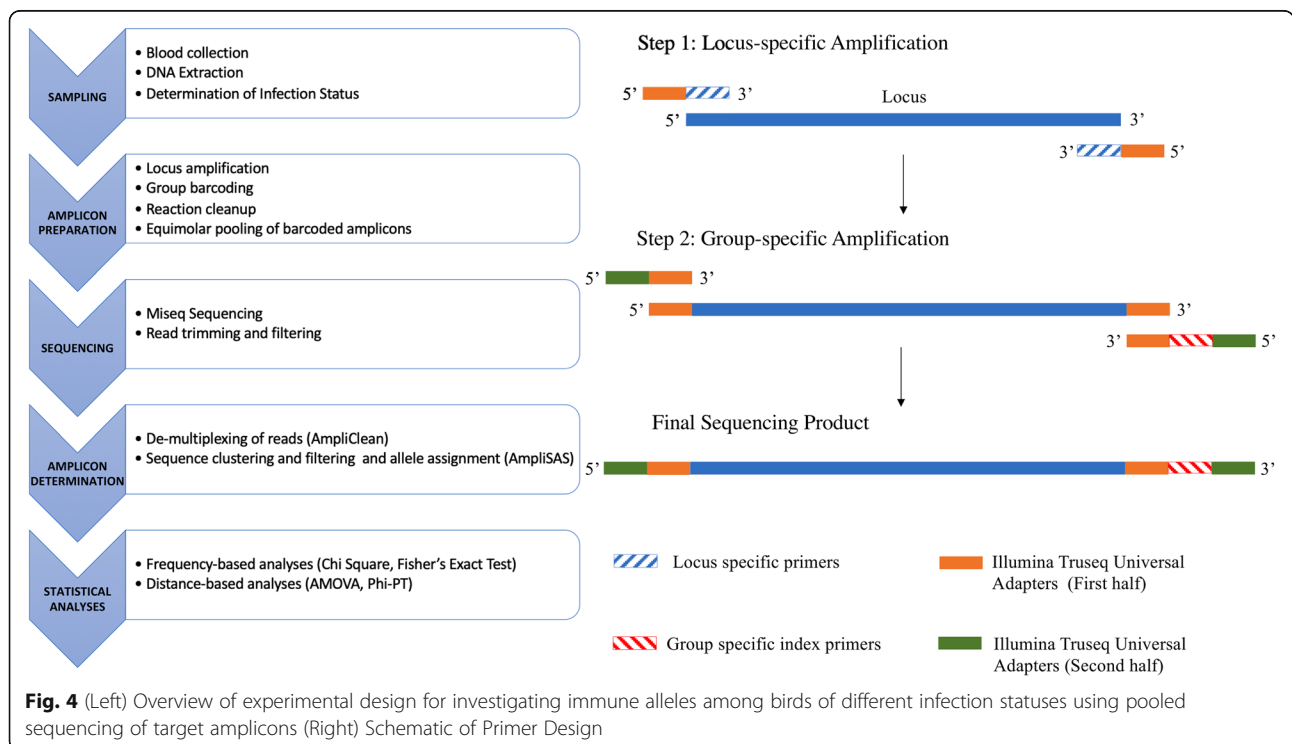 SAMPLING
• Blood collection
• DNA Extraction
• Determination of Infection Status
AMPLICON
PREPARATION
• Locus amplification
• Group barcoding
• Reaction cleanup
• Equimolar pooling of barcoded amplicons
SEQUENCING
• Miseq Sequencing
• Read trimming and filtering
AMPLICON
DETERMINATION
• De-multiplexing of reads (AmpliClean)
• Sequence clustering and filtering and allele assignment (AmpliSAS)
STATISTICAL
ANALYSES
• Frequency-based analyses (Chi Square, Fisher's Exact Test)
• Distance-based analyses (AMOVA, Phi-PT)
Step 1: Locus-specific Amplification
5' 3'
Locus
5' 3'
3' 5'
Step 2: Group-specific Amplification
5' 3'
5' 3'
3' 5'
Final Sequencing Product
5' 3'
Locus specific primers
Illumina Truseq Universal
Adapters (First half)
Group specific index primers
Illumina Truseq Universal
Adapters (Second half)
Fig. 4 (Left) Overview of experimental design for investigating immune alleles among birds of different infection statuses using pooled
sequencing of target amplicons (Right) Schematic of Primer Design